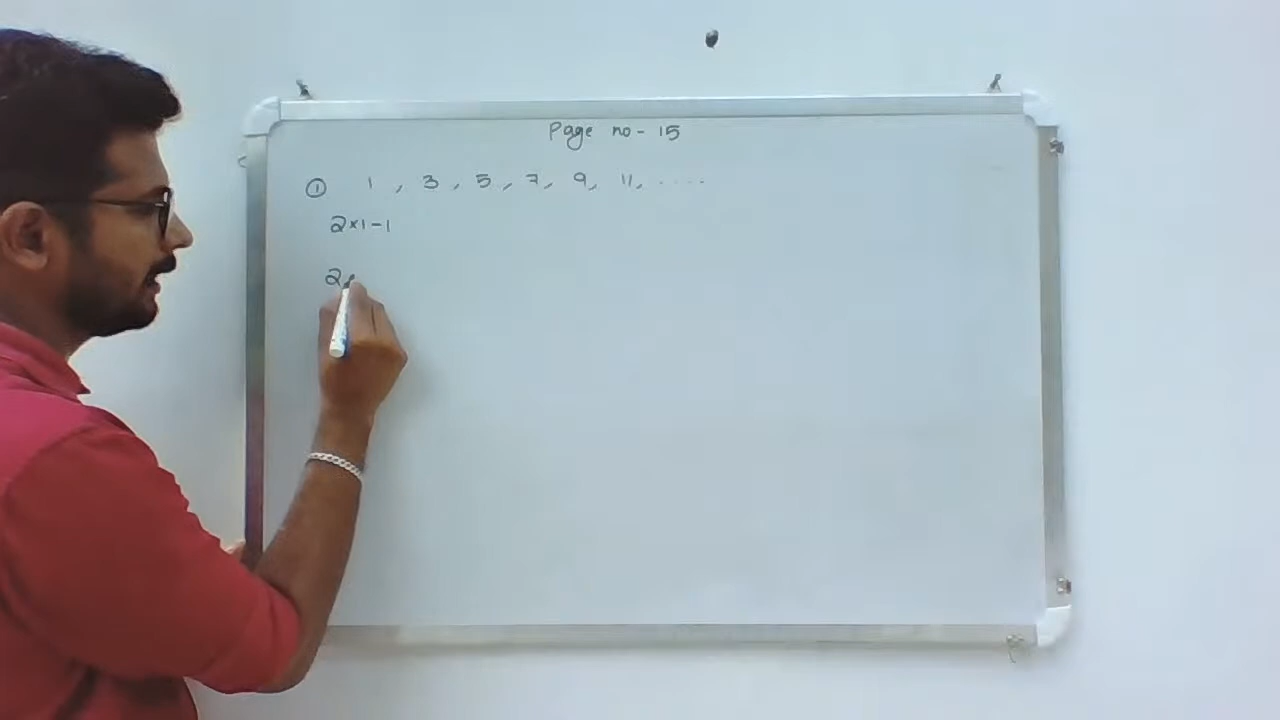 Page no - 15
① 1 , 3 , 5 , 7 , 9 , 11 , .....
2×1-1
2